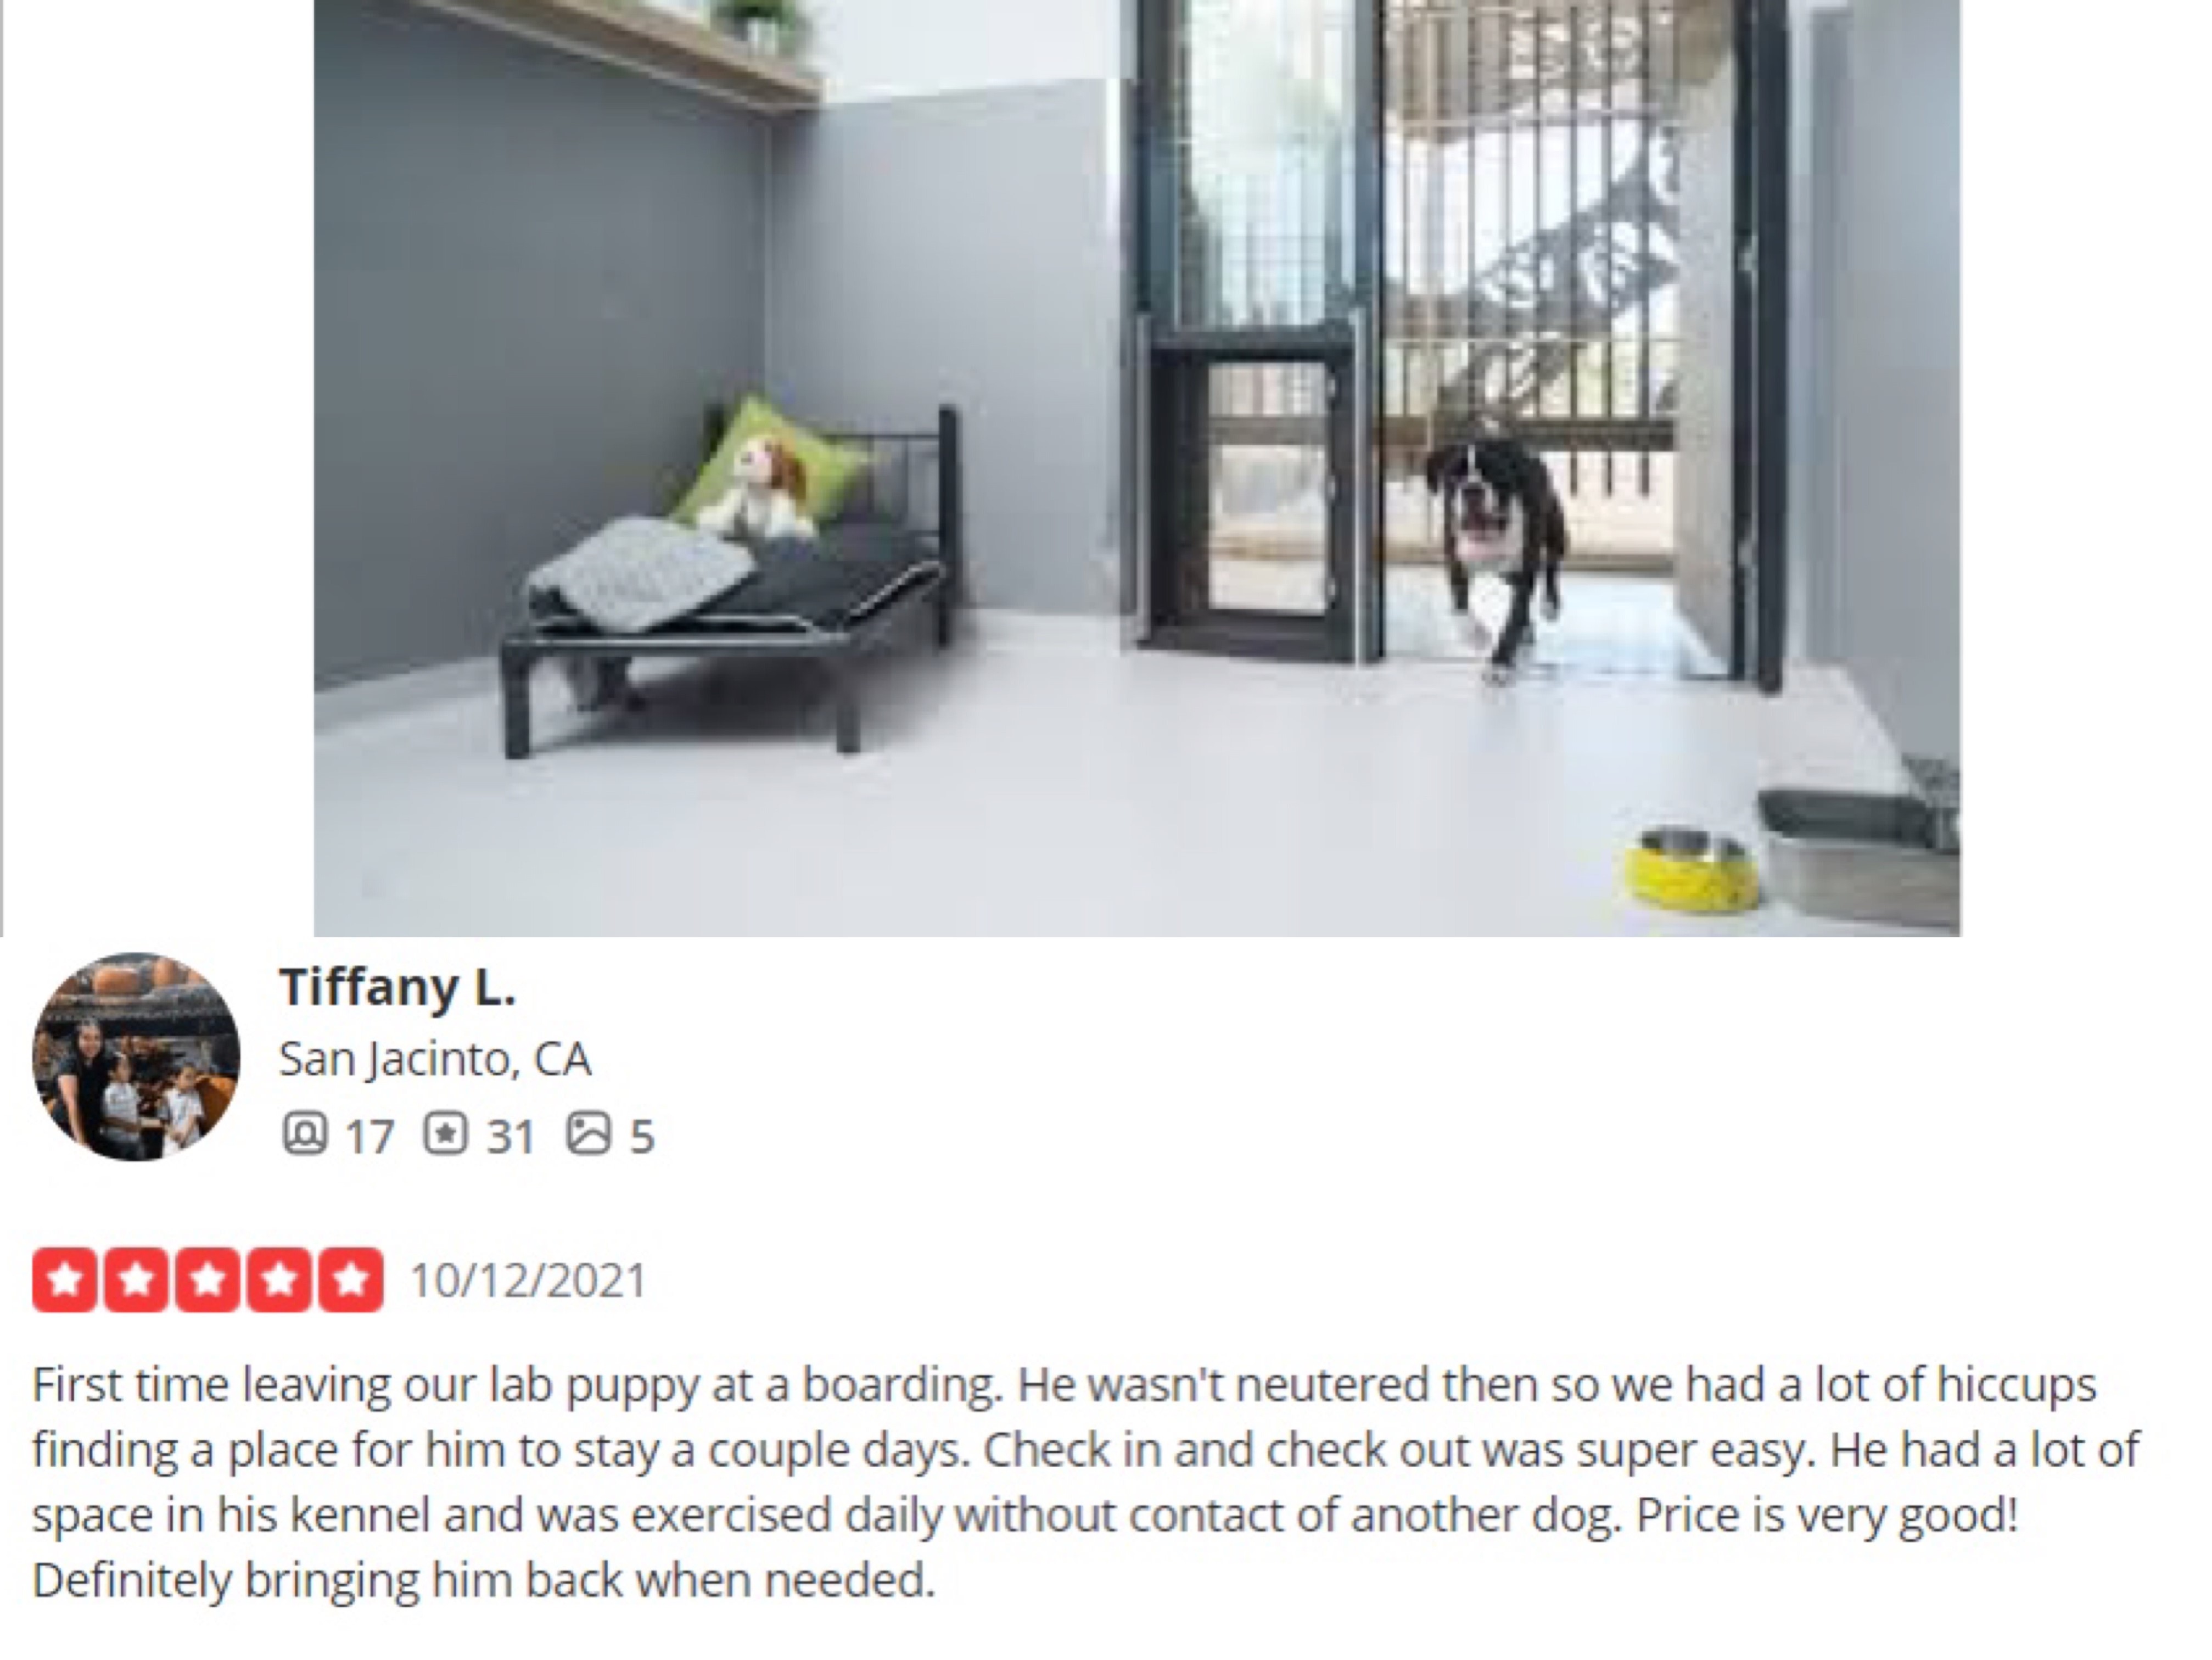 Tiffany L.
San Jacinto, CA
17 31 5
10/12/2021
First time leaving our lab puppy at a boarding. He wasn't neutered then so we had a lot of hiccups
finding a place for him to stay a couple days. Check in and check out was super easy. He had a lot of
space in his kennel and was exercised daily without contact of another dog. Price is very good!
Definitely bringing him back when needed.